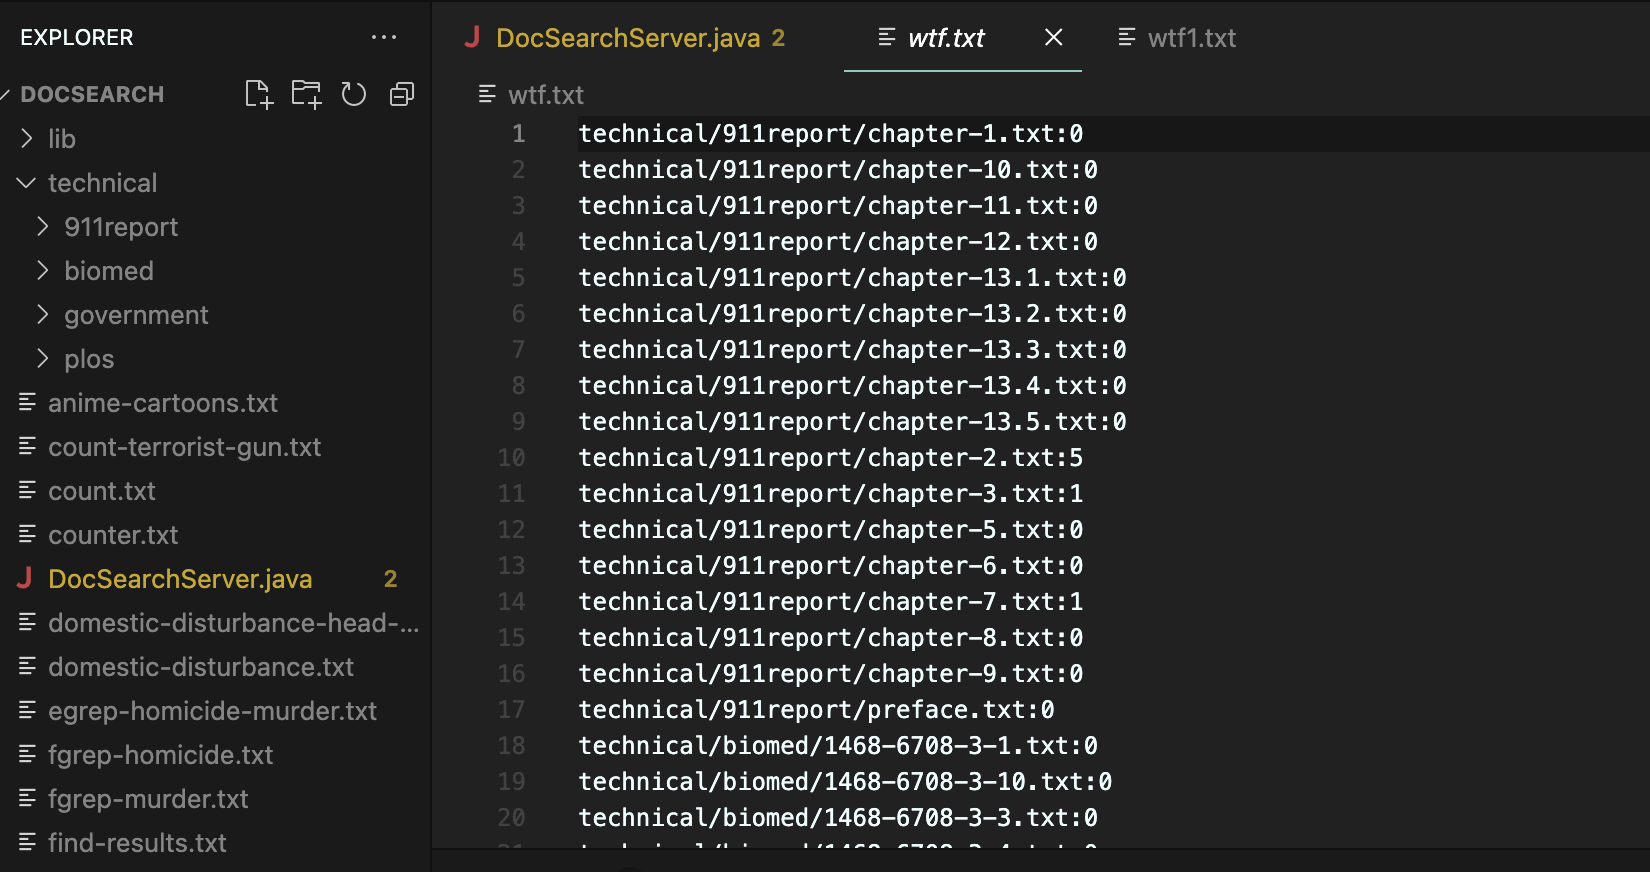 EXPLORER
DOCSEARCH
lib
technical
911report
biomed
government
plos
anime-cartoons.txt
count-terrorist-gun.txt
count.txt
counter.txt
J DocSearchServer.java 2
domestic-disturbance-head-...
domestic-disturbance.txt
egrep-homicide-murder.txt
fgrep-homicide.txt
fgrep-murder.txt
find-results.txt
J DocSearchServer.java 2
wtf.txt
wtf1.txt
wtf.txt
1 technical/911report/chapter-1.txt:0
2 technical/911report/chapter-10.txt:0
3 technical/911report/chapter-11.txt:0
4 technical/911report/chapter-12.txt:0
5 technical/911report/chapter-13.1.txt:0
6 technical/911report/chapter-13.2.txt:0
7 technical/911report/chapter-13.3.txt:0
8 technical/911report/chapter-13.4.txt:0
9 technical/911report/chapter-13.5.txt:0
10 technical/911report/chapter-2.txt:5
11 technical/911report/chapter-3.txt:1
12 technical/911report/chapter-5.txt:0
13 technical/911report/chapter-6.txt:0
14 technical/911report/chapter-7.txt:1
15 technical/911report/chapter-8.txt:0
16 technical/911report/chapter-9.txt:0
17 technical/911report/preface.txt:0
18 technical/biomed/1468-6708-3-1.txt:0
19 technical/biomed/1468-6708-3-10.txt:0
20 technical/biomed/1468-6708-3-3.txt:0